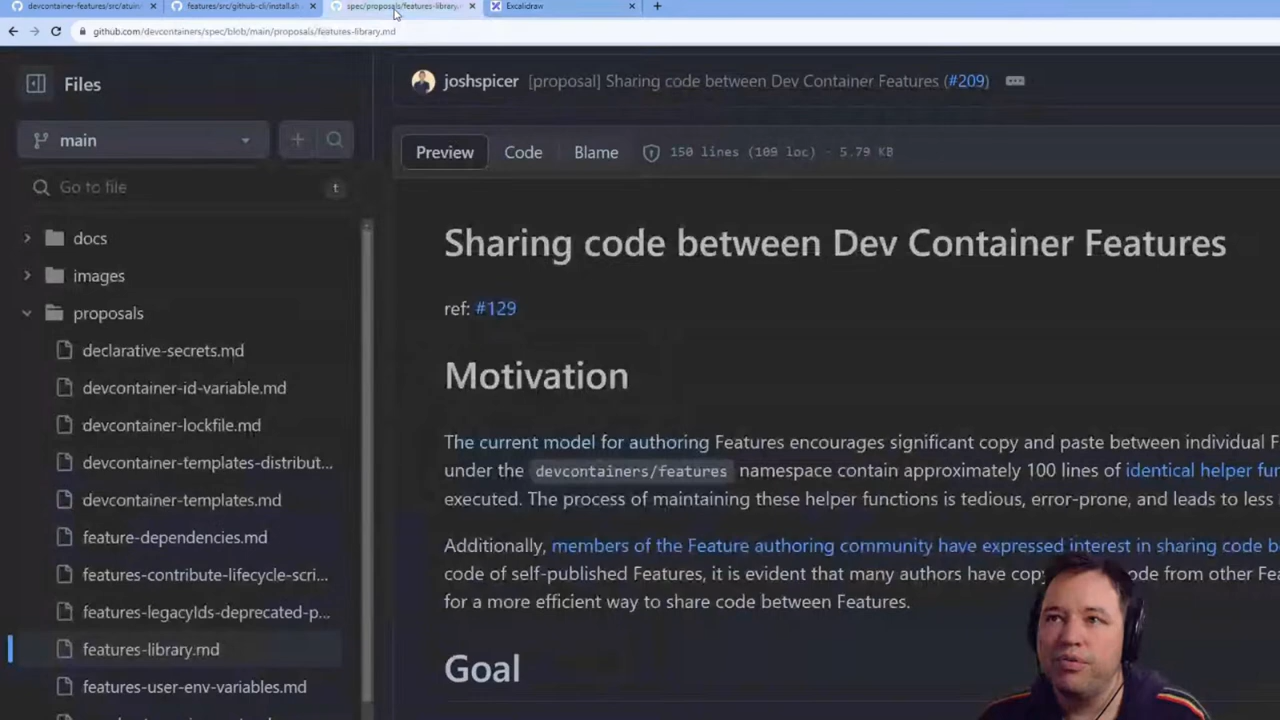 devcontainer-features/src/atuin
features/src/github-cli/install.sh
spec/proposals/features-library.
Excalidraw
github.com/devcontainers/spec/blob/main/proposals/features-library.md
Files
main
Go to file
t
docs
images
proposals
declarative-secrets.md
devcontainer-id-variable.md
devcontainer-lockfile.md
devcontainer-templates-distribut...
devcontainer-templates.md
feature-dependencies.md
features-contribute-lifecycle-scri...
features-legacyIds-deprecated-p...
features-library.md
features-user-env-variables.md
joshspicer [proposal] Sharing code between Dev Container Features (#209)
Preview Code Blame 150 lines (109 loc) · 5.79 KB
Sharing code between Dev Container Features
ref: #129
Motivation
The current model for authoring Features encourages significant copy and paste between individual F
under the devcontainers/features namespace contain approximately 100 lines of identical helper fun
executed. The process of maintaining these helper functions is tedious, error-prone, and leads to less
Additionally, members of the Feature authoring community have expressed interest in sharing code b
code of self-published Features, it is evident that many authors have cop ode from other Fea
for a more efficient way to share code between Features.
Goal